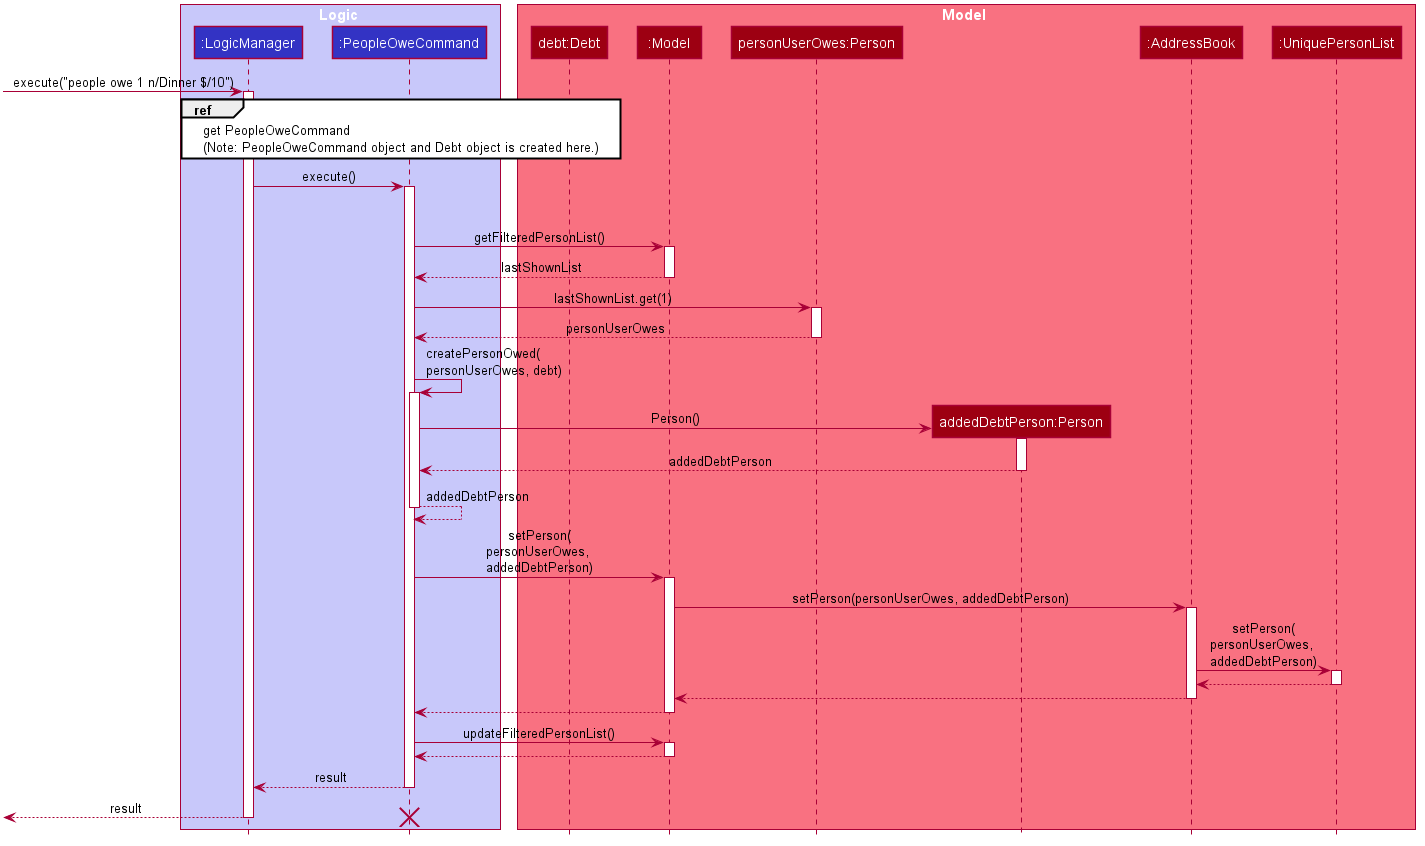 Logic
Model
:LogicManager
:PeopleOweCommand
debt:Debt
:Model
personUserOwes:Person
:AddressBook
:UniquePersonList
execute("people owe 1 n/Dinner $/10")
ref
get PeopleOweCommand
(Note: PeopleOweCommand object and Debt object is created here.)
execute()
getFilteredPersonList()
lastShownList
lastShownList.get(1)
personUserOwes
createPersonOwed(
personUserOwes, debt)
Person()
addedDebtPerson:Person
addedDebtPerson
addedDebtPerson
setPerson(
personUserOwes,
addedDebtPerson)
setPerson(personUserOwes, addedDebtPerson)
setPerson(
personUserOwes,
addedDebtPerson)
updateFilteredPersonList()
result
result